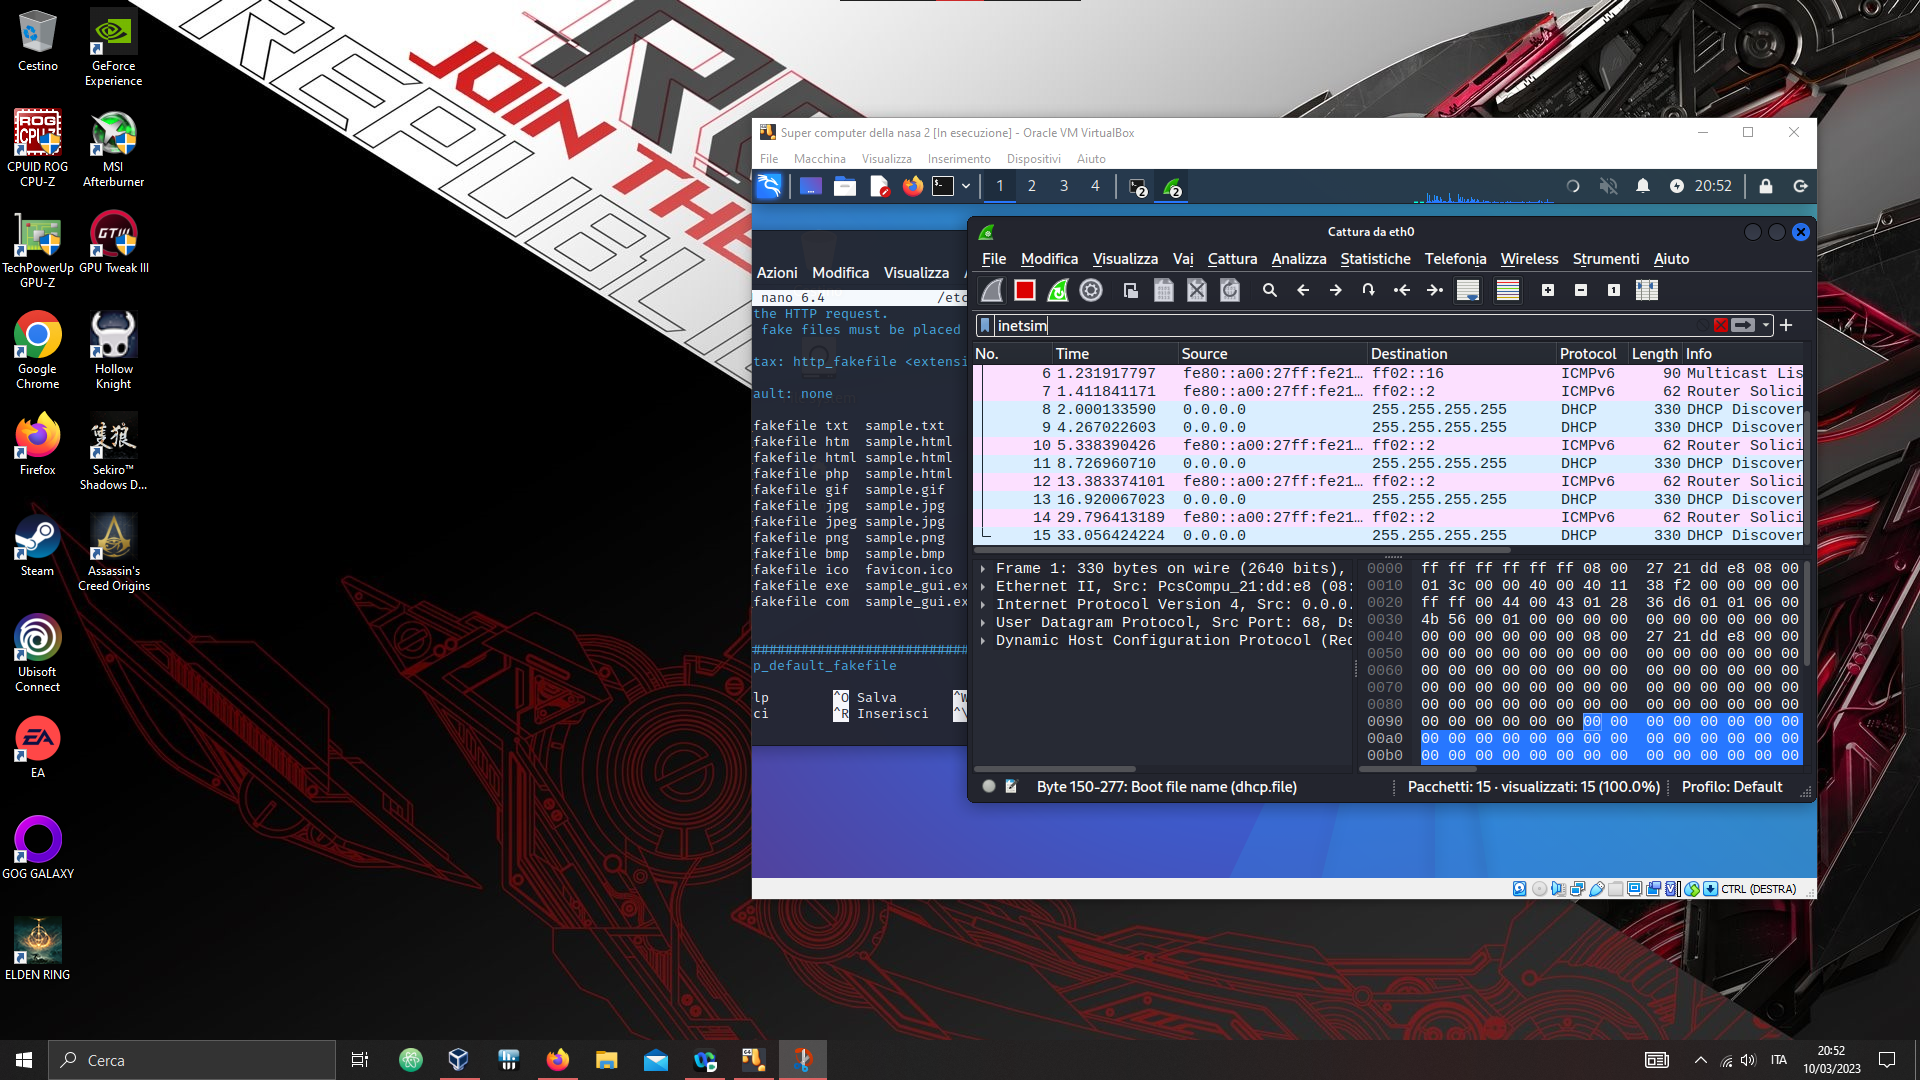 Cestino
GeForce Experience
CPUID ROG CPU-Z
MSI Afterburner
TechPowerUp GPU-Z
GPU Tweak III
Google Chrome
Hollow Knight
Firefox
Sekiro™ Shadows D...
Steam
Assassin's Creed Origins
Ubisoft Connect
EA
GOG GALAXY
ELDEN RING
JOIN THE
REPUBLI
Super computer della nasa 2 [In esecuzione] - Oracle VM VirtualBox
File Macchina Visualizza Inserimento Dispositivi Aiuto
1 2 3 4 2 2 20:52
Azioni Modifica Visualizza
nano 6.4 /etc
the HTTP request.
fake files must be placed
tax: http_fakefile <extensi
ault: none
fakefile txt sample.txt
fakefile htm sample.html
fakefile html sample.html
fakefile php sample.html
fakefile gif sample.gif
fakefile jpg sample.jpg
fakefile jpeg sample.jpg
fakefile png sample.png
fakefile bmp sample.bmp
fakefile ico favicon.ico
fakefile exe sample_gui.ex
fakefile com sample_gui.ex
###########################
p_default_fakefile
lp ^O Salva ^W
ci ^R Inserisci ^\
Cattura da eth0
File Modifica Visualizza Vai Cattura Analizza Statistiche Telefonia Wireless Strumenti Aiuto
inetsim
No. Time Source Destination Protocol Length Info
6 1.231917797 fe80::a00:27ff:fe21… ff02::16 ICMPv6 90 Multicast Lis
7 1.411841171 fe80::a00:27ff:fe21… ff02::2 ICMPv6 62 Router Solici
8 2.000133590 0.0.0.0 255.255.255.255 DHCP 330 DHCP Discover
9 4.267022603 0.0.0.0 255.255.255.255 DHCP 330 DHCP Discover
10 5.338390426 fe80::a00:27ff:fe21… ff02::2 ICMPv6 62 Router Solici
11 8.726960710 0.0.0.0 255.255.255.255 DHCP 330 DHCP Discover
12 13.383374101 fe80::a00:27ff:fe21… ff02::2 ICMPv6 62 Router Solici
13 16.920067023 0.0.0.0 255.255.255.255 DHCP 330 DHCP Discover
14 29.796413189 fe80::a00:27ff:fe21… ff02::2 ICMPv6 62 Router Solici
15 33.056424224 0.0.0.0 255.255.255.255 DHCP 330 DHCP Discover
Frame 1: 330 bytes on wire (2640 bits),
Ethernet II, Src: PcsCompu_21:dd:e8 (08:
Internet Protocol Version 4, Src: 0.0.0.
User Datagram Protocol, Src Port: 68, Ds
Dynamic Host Configuration Protocol (Rec
0000 ff ff ff ff ff ff 08 00 27 21 dd e8 08 00
0010 01 3c 00 00 40 00 40 11 38 f2 00 00 00 00
0020 ff ff 00 44 00 43 01 28 36 d6 01 01 06 00
0030 4b 56 00 01 00 00 00 00 00 00 00 00 00 00
0040 00 00 00 00 00 00 08 00 27 21 dd e8 00 00
0050 00 00 00 00 00 00 00 00 00 00 00 00 00 00
0060 00 00 00 00 00 00 00 00 00 00 00 00 00 00
0070 00 00 00 00 00 00 00 00 00 00 00 00 00 00
0080 00 00 00 00 00 00 00 00 00 00 00 00 00 00
0090 00 00 00 00 00 00 00 00 00 00 00 00 00 00
00a0 00 00 00 00 00 00 00 00 00 00 00 00 00 00
00b0 00 00 00 00 00 00 00 00 00 00 00 00 00 00
Byte 150-277: Boot file name (dhcp.file)
Pacchetti: 15 · visualizzati: 15 (100.0%)
Profilo: Default
CTRL (DESTRA)
Cerca
ITA
20:52
10/03/2023